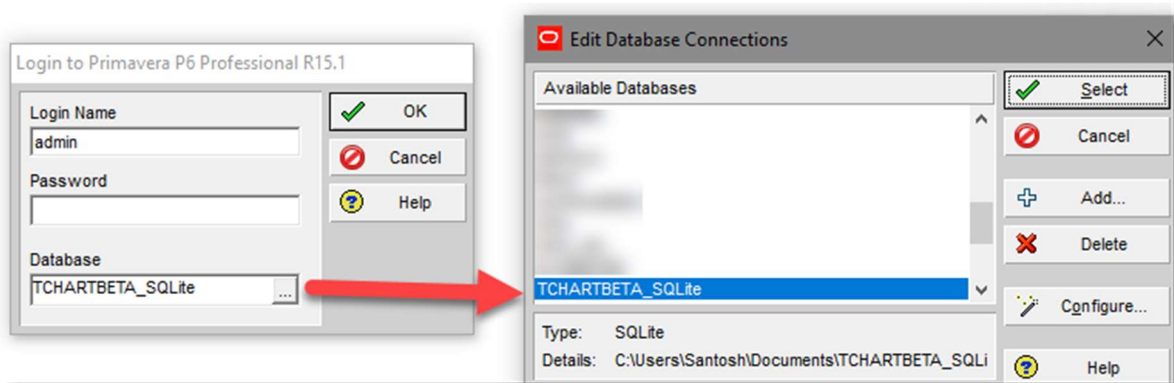 Login to Primavera P6 Professional R15.1
Login Name
admin
Password
Database
TCHARTBETA_SQLite
...
OK
Cancel
Help
Edit Database Connections
Available Databases
TCHARTBETA_SQLite
Type: SQLite
Details: C:\Users\Santosh\Documents\TCHARTBETA_SQLi
Select
Cancel
Add...
Delete
Configure...
Help